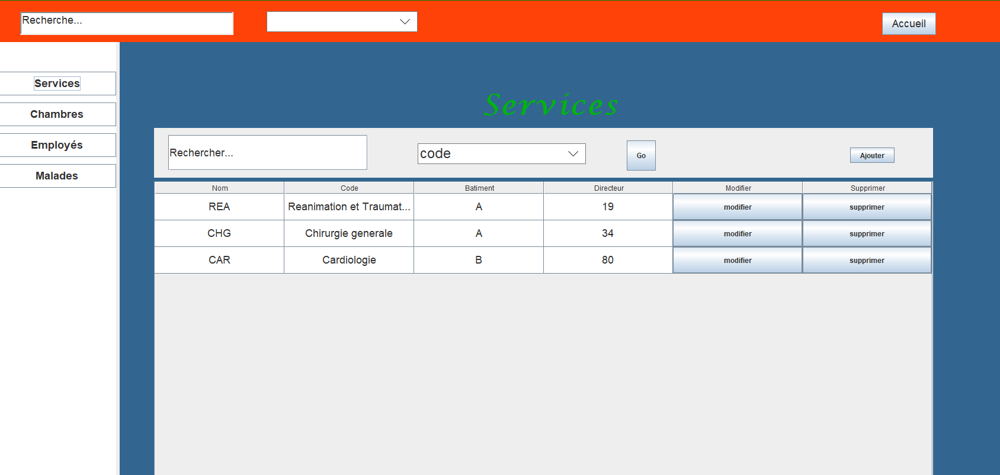 Recherche...
Accueil
Services
Chambres
Employés
Malades
Services
Rechercher... code Go Ajouter
Nom Code Batiment Directeur Modifier Supprimer
REA Reanimation et Traumat... A 19 modifier supprimer
CHG Chirurgie generale A 34 modifier supprimer
CAR Cardiologie B 80 modifier supprimer